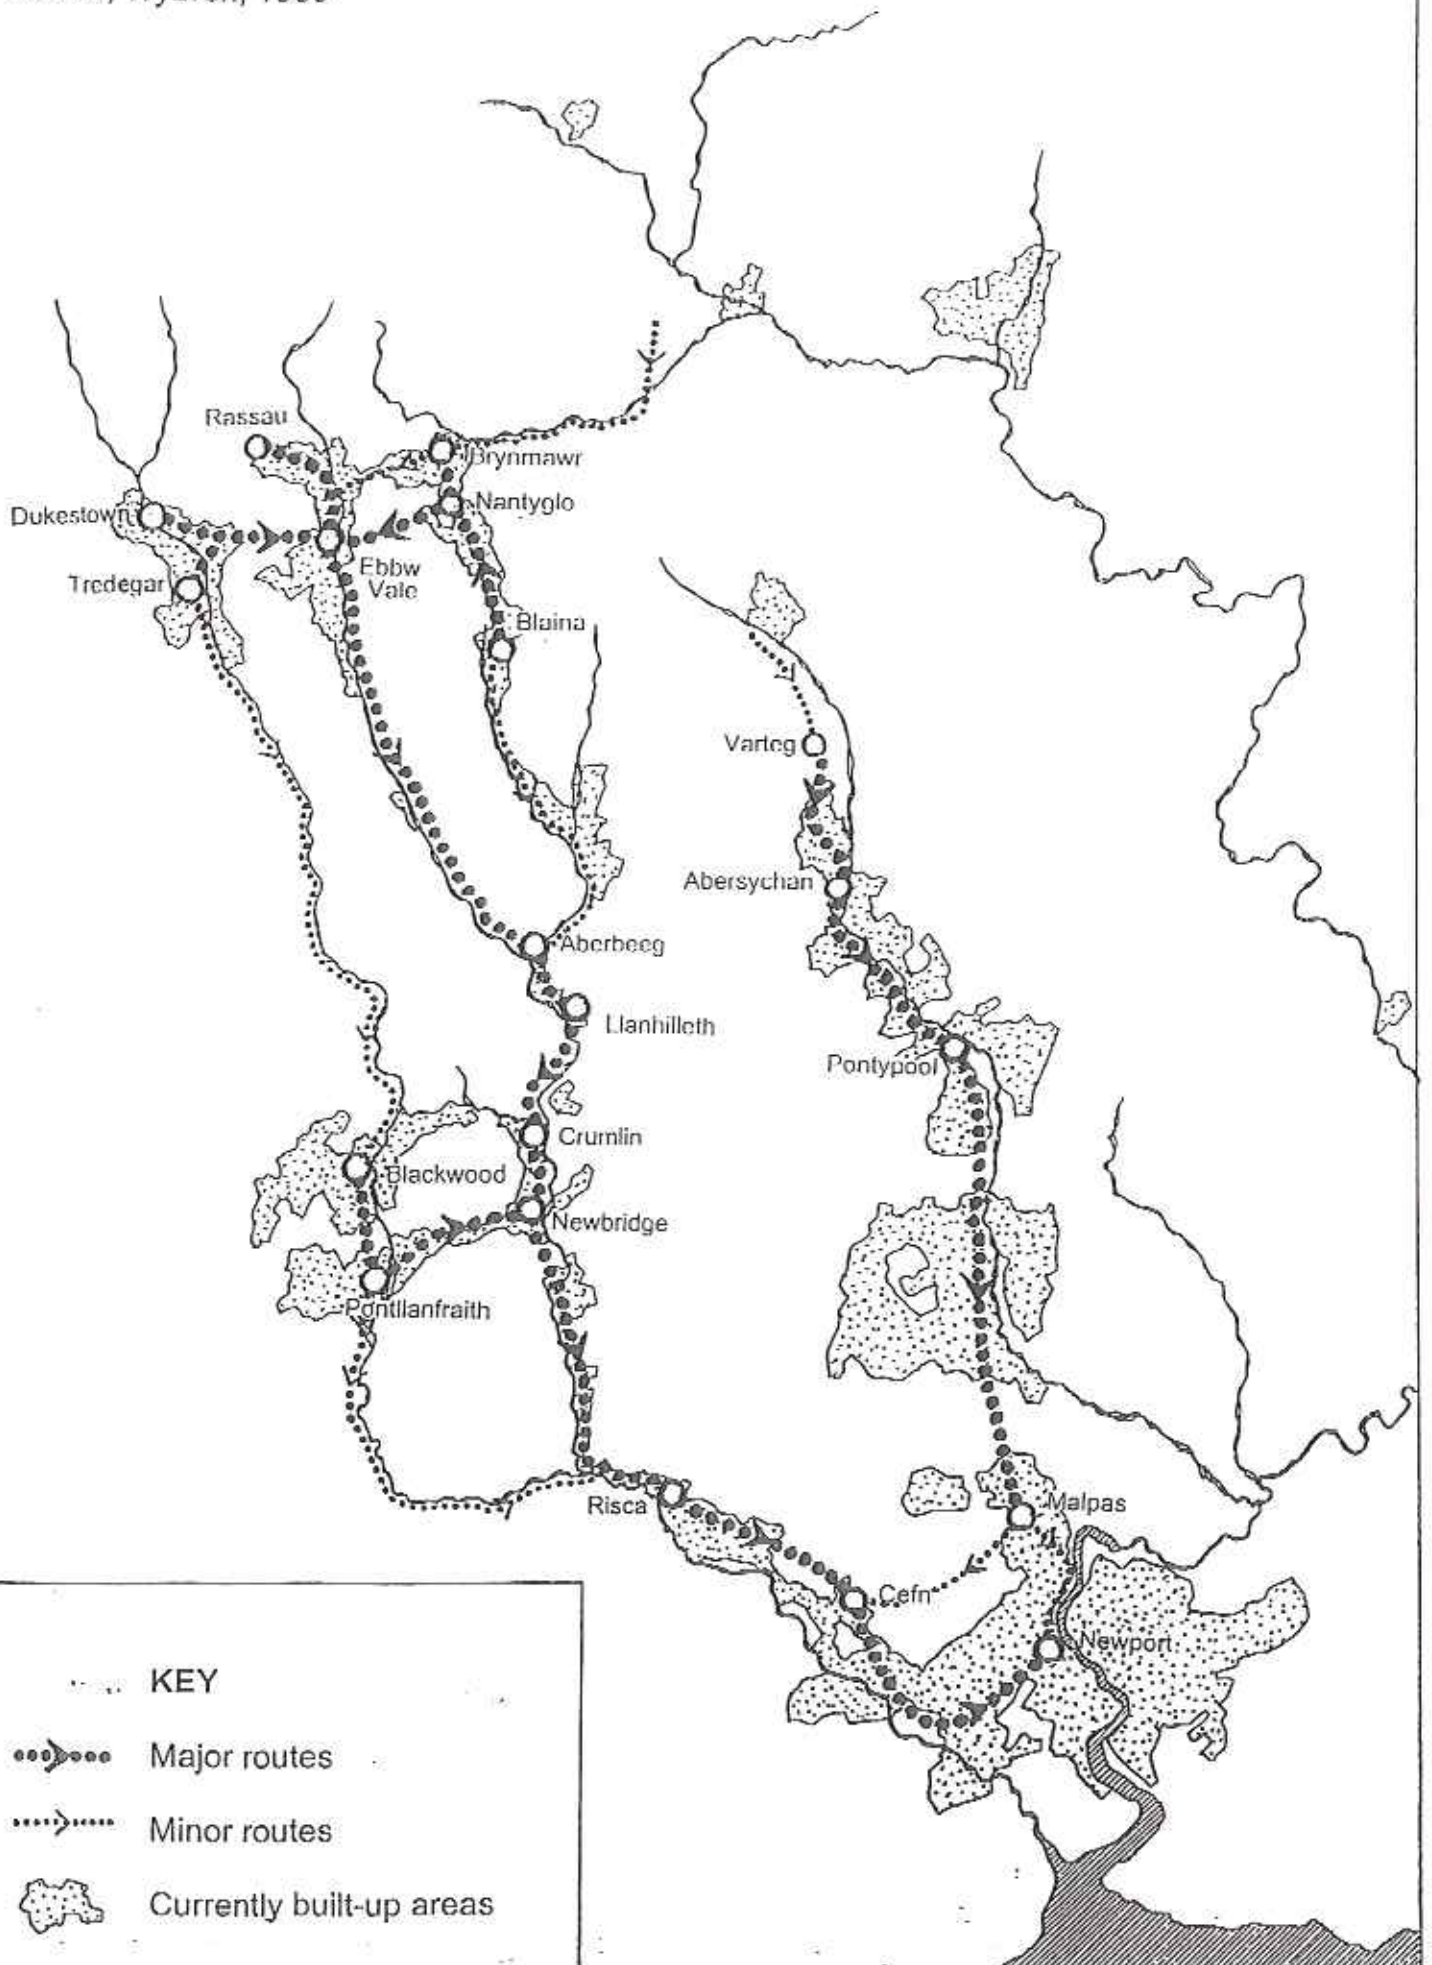 1839
Rassau
Brynmawr
Dukestown
Nantyglo
Tredegar
Ebbw
Vale
Blaina
Varteg
Abersychan
Aberbeeg
Llanhilleth
Pontypool
Crumlin
Blackwood
Newbridge
Pontllanfraith
Risca
Malpas
Cefn
Newport
KEY
Major routes
Minor routes
Currently built-up areas